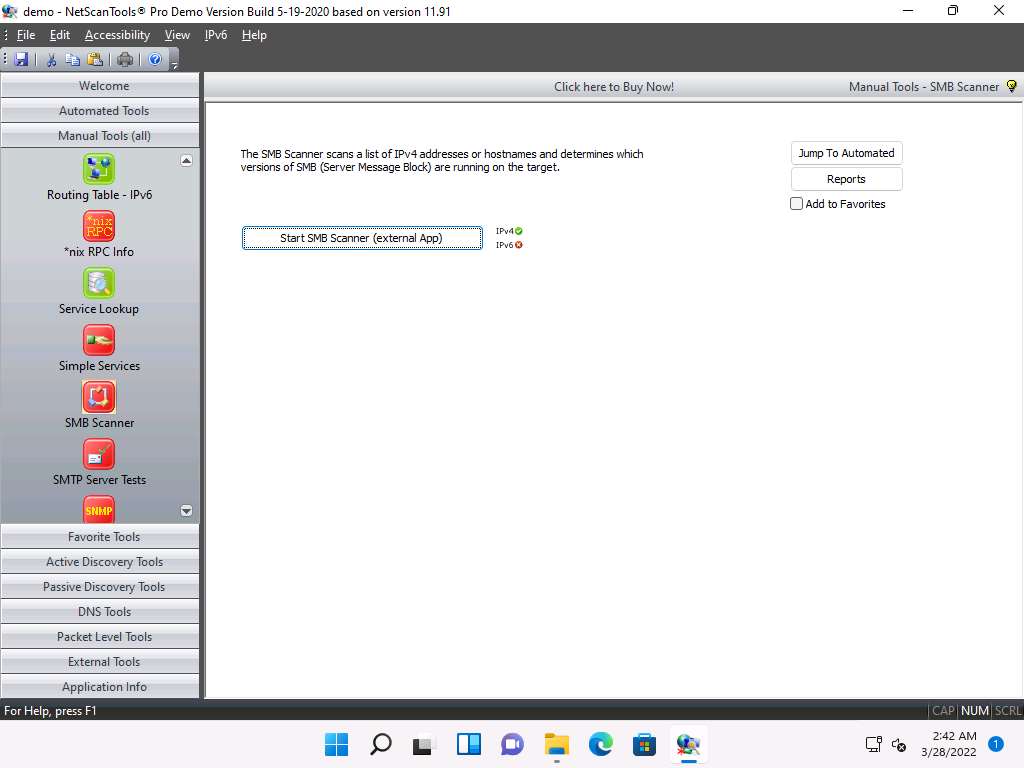 demo - NetScanTools® Pro Demo Version Build 5-19-2020 based on version 11.91
File Edit Accessibility View IPv6 Help
Welcome
Automated Tools
Manual Tools (all)
Routing Table - IPv6
*nix RPC
*nix RPC Info
Service Lookup
Simple Services
SMB Scanner
SMTP Server Tests
SNMP
Favorite Tools
Active Discovery Tools
Passive Discovery Tools
DNS Tools
Packet Level Tools
External Tools
Application Info
Click here to Buy Now!
Manual Tools - SMB Scanner
The SMB Scanner scans a list of IPv4 addresses or hostnames and determines which
versions of SMB (Server Message Block) are running on the target.
Jump To Automated
Reports
Add to Favorites
Start SMB Scanner (external App)
IPv4
IPv6
For Help, press F1
CAP NUM SCRL
2:42 AM
3/28/2022
1